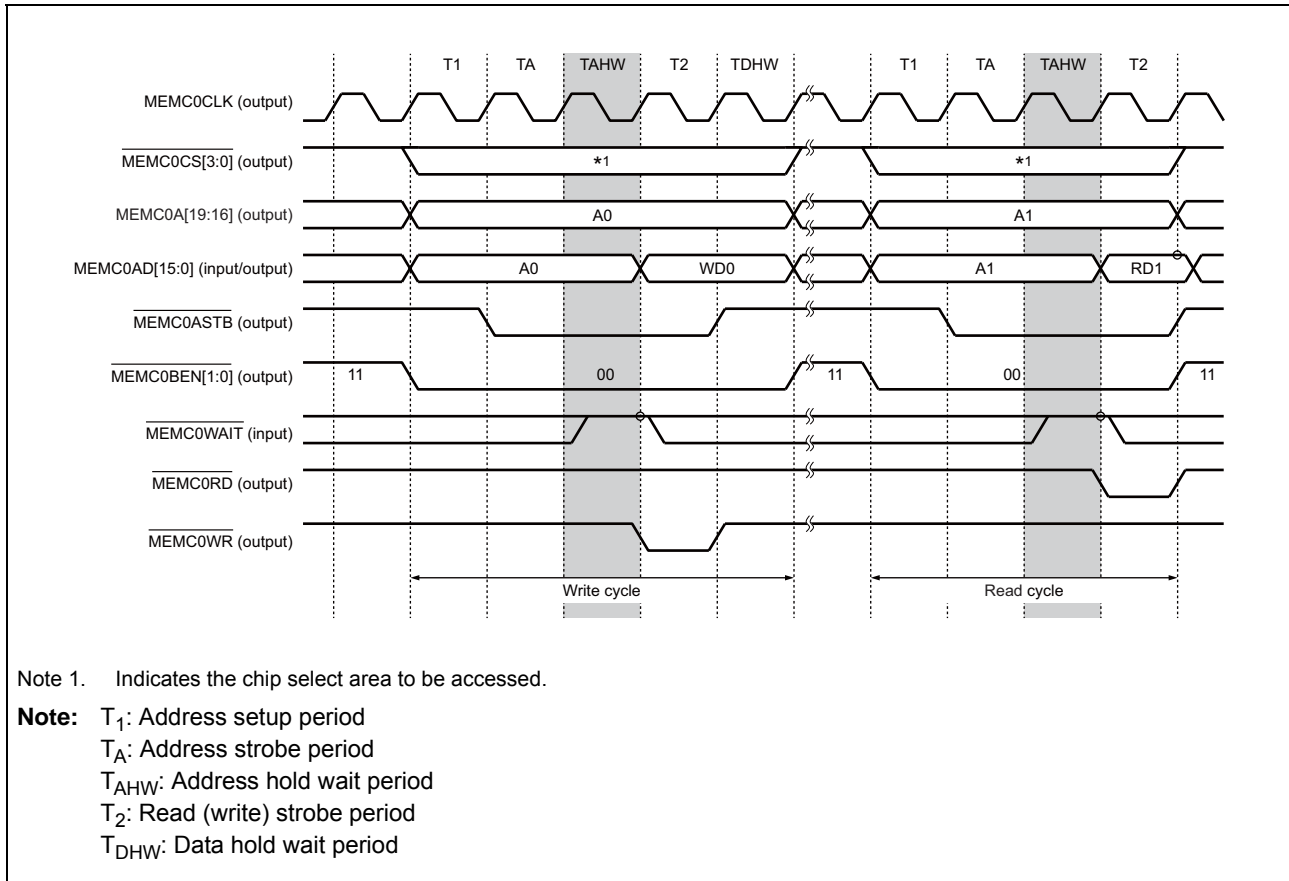 T1 TA TAHW T2 TDHW T1 TA TAHW T2
MEMC0CLK (output)
MEMC0CS[3:0] (output) *1 *1
MEMC0A[19:16] (output) A0 A1
MEMC0AD[15:0] (input/output) A0 WD0 A1 RD1
MEMC0ASTB (output)
MEMC0BEN[1:0] (output) 11 00 11 00 11
MEMC0WAIT (input)
MEMC0RD (output)
MEMC0WR (output)
Write cycle Read cycle
Note 1. Indicates the chip select area to be accessed.
Note: T1: Address setup period
TA: Address strobe period
TAHW: Address hold wait period
T2: Read (write) strobe period
TDHW: Data hold wait period